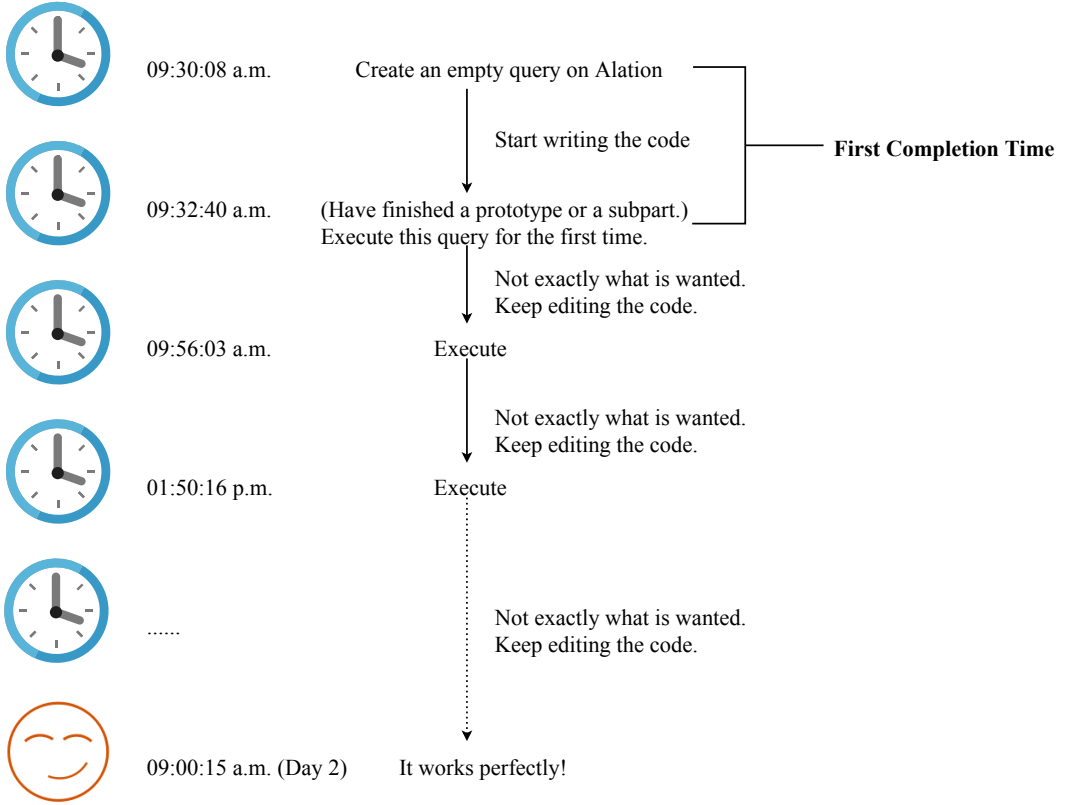 09:30:08 a.m.
Create an empty query on Alation
Start writing the code
First Completion Time
09:32:40 a.m.
(Have finished a prototype or a subpart.)
Execute this query for the first time.
Not exactly what is wanted.
Keep editing the code.
09:56:03 a.m.
Execute
Not exactly what is wanted.
Keep editing the code.
01:50:16 p.m.
Execute
......
Not exactly what is wanted.
Keep editing the code.
09:00:15 a.m. (Day 2)
It works perfectly!